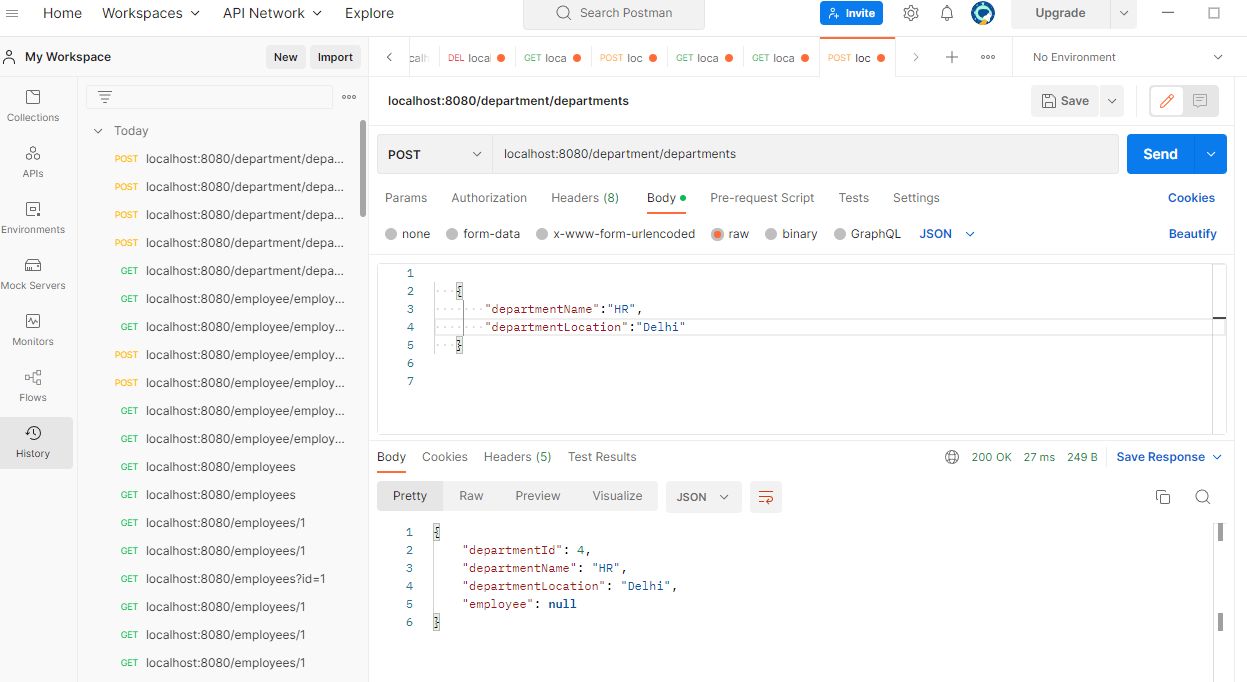 Home Workspaces API Network Explore Search Postman Invite Upgrade
My Workspace New Import DEL local GET loca POST loc GET loca GET loca POST loc No Environment
Collections
APIs
Environments
Mock Servers
Monitors
Flows
History
Today
POST localhost:8080/department/depa...
POST localhost:8080/department/depa...
POST localhost:8080/department/depa...
POST localhost:8080/department/depa...
GET localhost:8080/department/depa...
GET localhost:8080/employee/employ...
GET localhost:8080/employee/employ...
POST localhost:8080/employee/employ...
POST localhost:8080/employee/employ...
GET localhost:8080/employee/employ...
GET localhost:8080/employee/employ...
GET localhost:8080/employees
GET localhost:8080/employees
GET localhost:8080/employees/1
GET localhost:8080/employees/1
GET localhost:8080/employees?id=1
GET localhost:8080/employees/1
GET localhost:8080/employees/1
GET localhost:8080/employees/1
localhost:8080/department/departments Save
POST localhost:8080/department/departments Send
Params Authorization Headers (8) Body Pre-request Script Tests Settings Cookies
none form-data x-www-form-urlencoded raw binary GraphQL JSON Beautify
1
2 {
3 "departmentName":"HR",
4 "departmentLocation":"Delhi"
5 }
6
7
Body Cookies Headers (5) Test Results 200 OK 27 ms 249 B Save Response
Pretty Raw Preview Visualize JSON
1 {
2 "departmentId": 4,
3 "departmentName": "HR",
4 "departmentLocation": "Delhi",
5 "employee": null
6 }